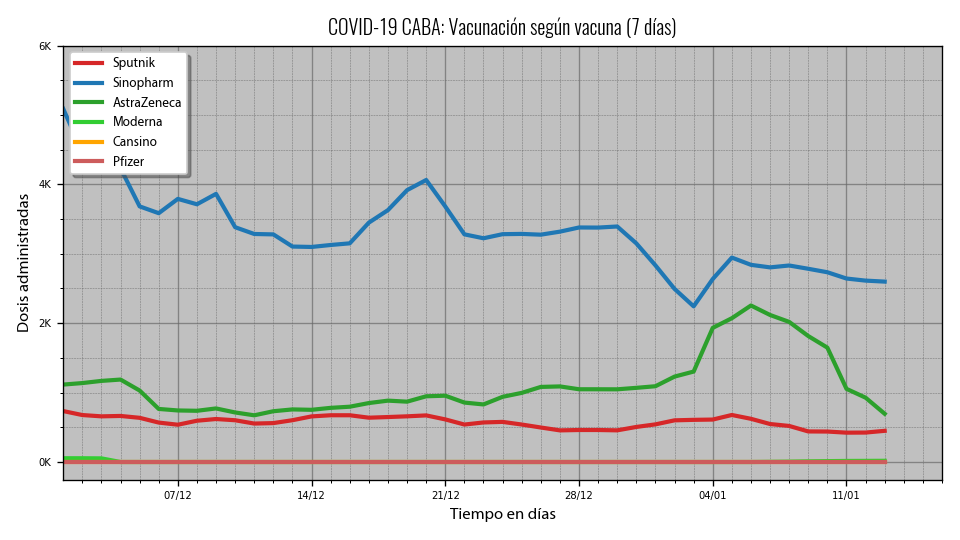 COVID-19 CABA: Vacunación según vacuna (7 días)
6K
Sputnik
Sinopharm
AstraZeneca
Moderna
Cansino
Pfizer
4K
2K
0K
Dosis administradas
07/12
14/12
21/12
28/12
04/01
11/01
Tiempo en días